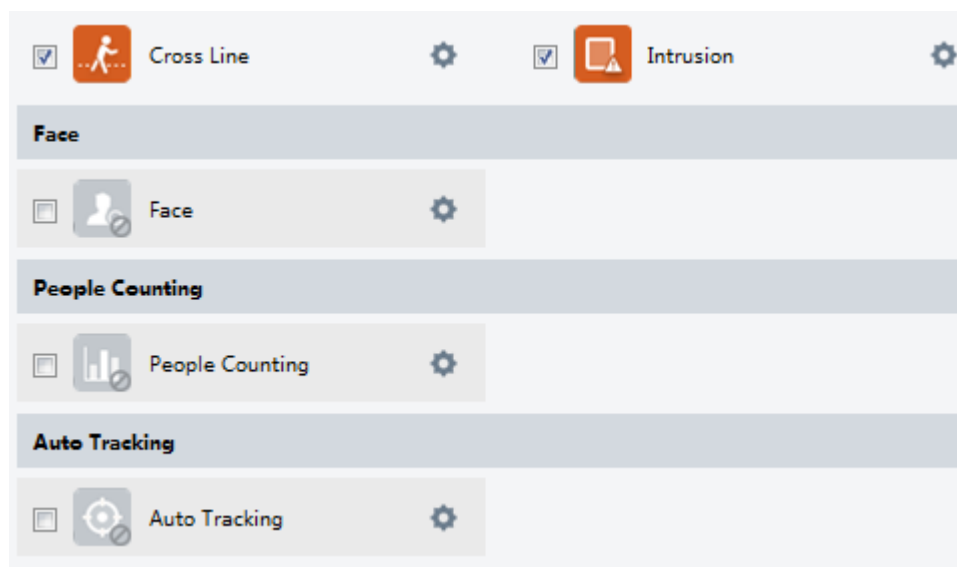 Cross Line
Intrusion
Face
Face
People Counting
People Counting
Auto Tracking
Auto Tracking